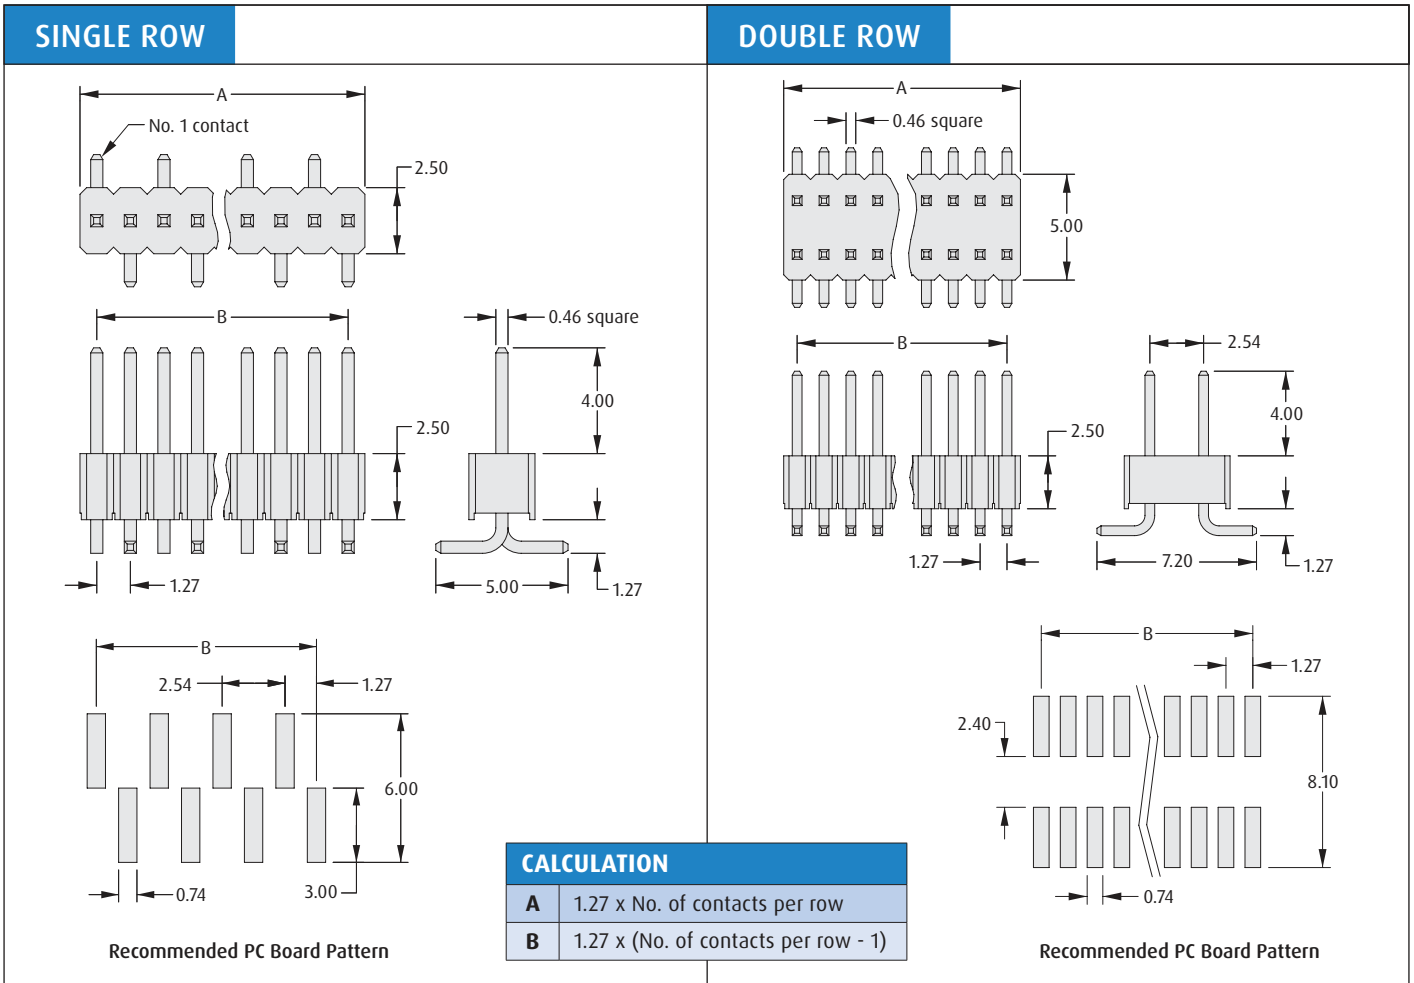 SINGLE ROW
A
No. 1 contact
2.50
B
0.46 square
4.00
2.50
1.27
5.00
1.27
B
2.54
1.27
6.00
3.00
0.74
Recommended PC Board Pattern
DOUBLE ROW
A
0.46 square
5.00
B
2.54
4.00
2.50
1.27
7.20
1.27
B
1.27
2.40
8.10
0.74
Recommended PC Board Pattern
CALCULATION
A 1.27 x No. of contacts per row
B 1.27 x (No. of contacts per row - 1)